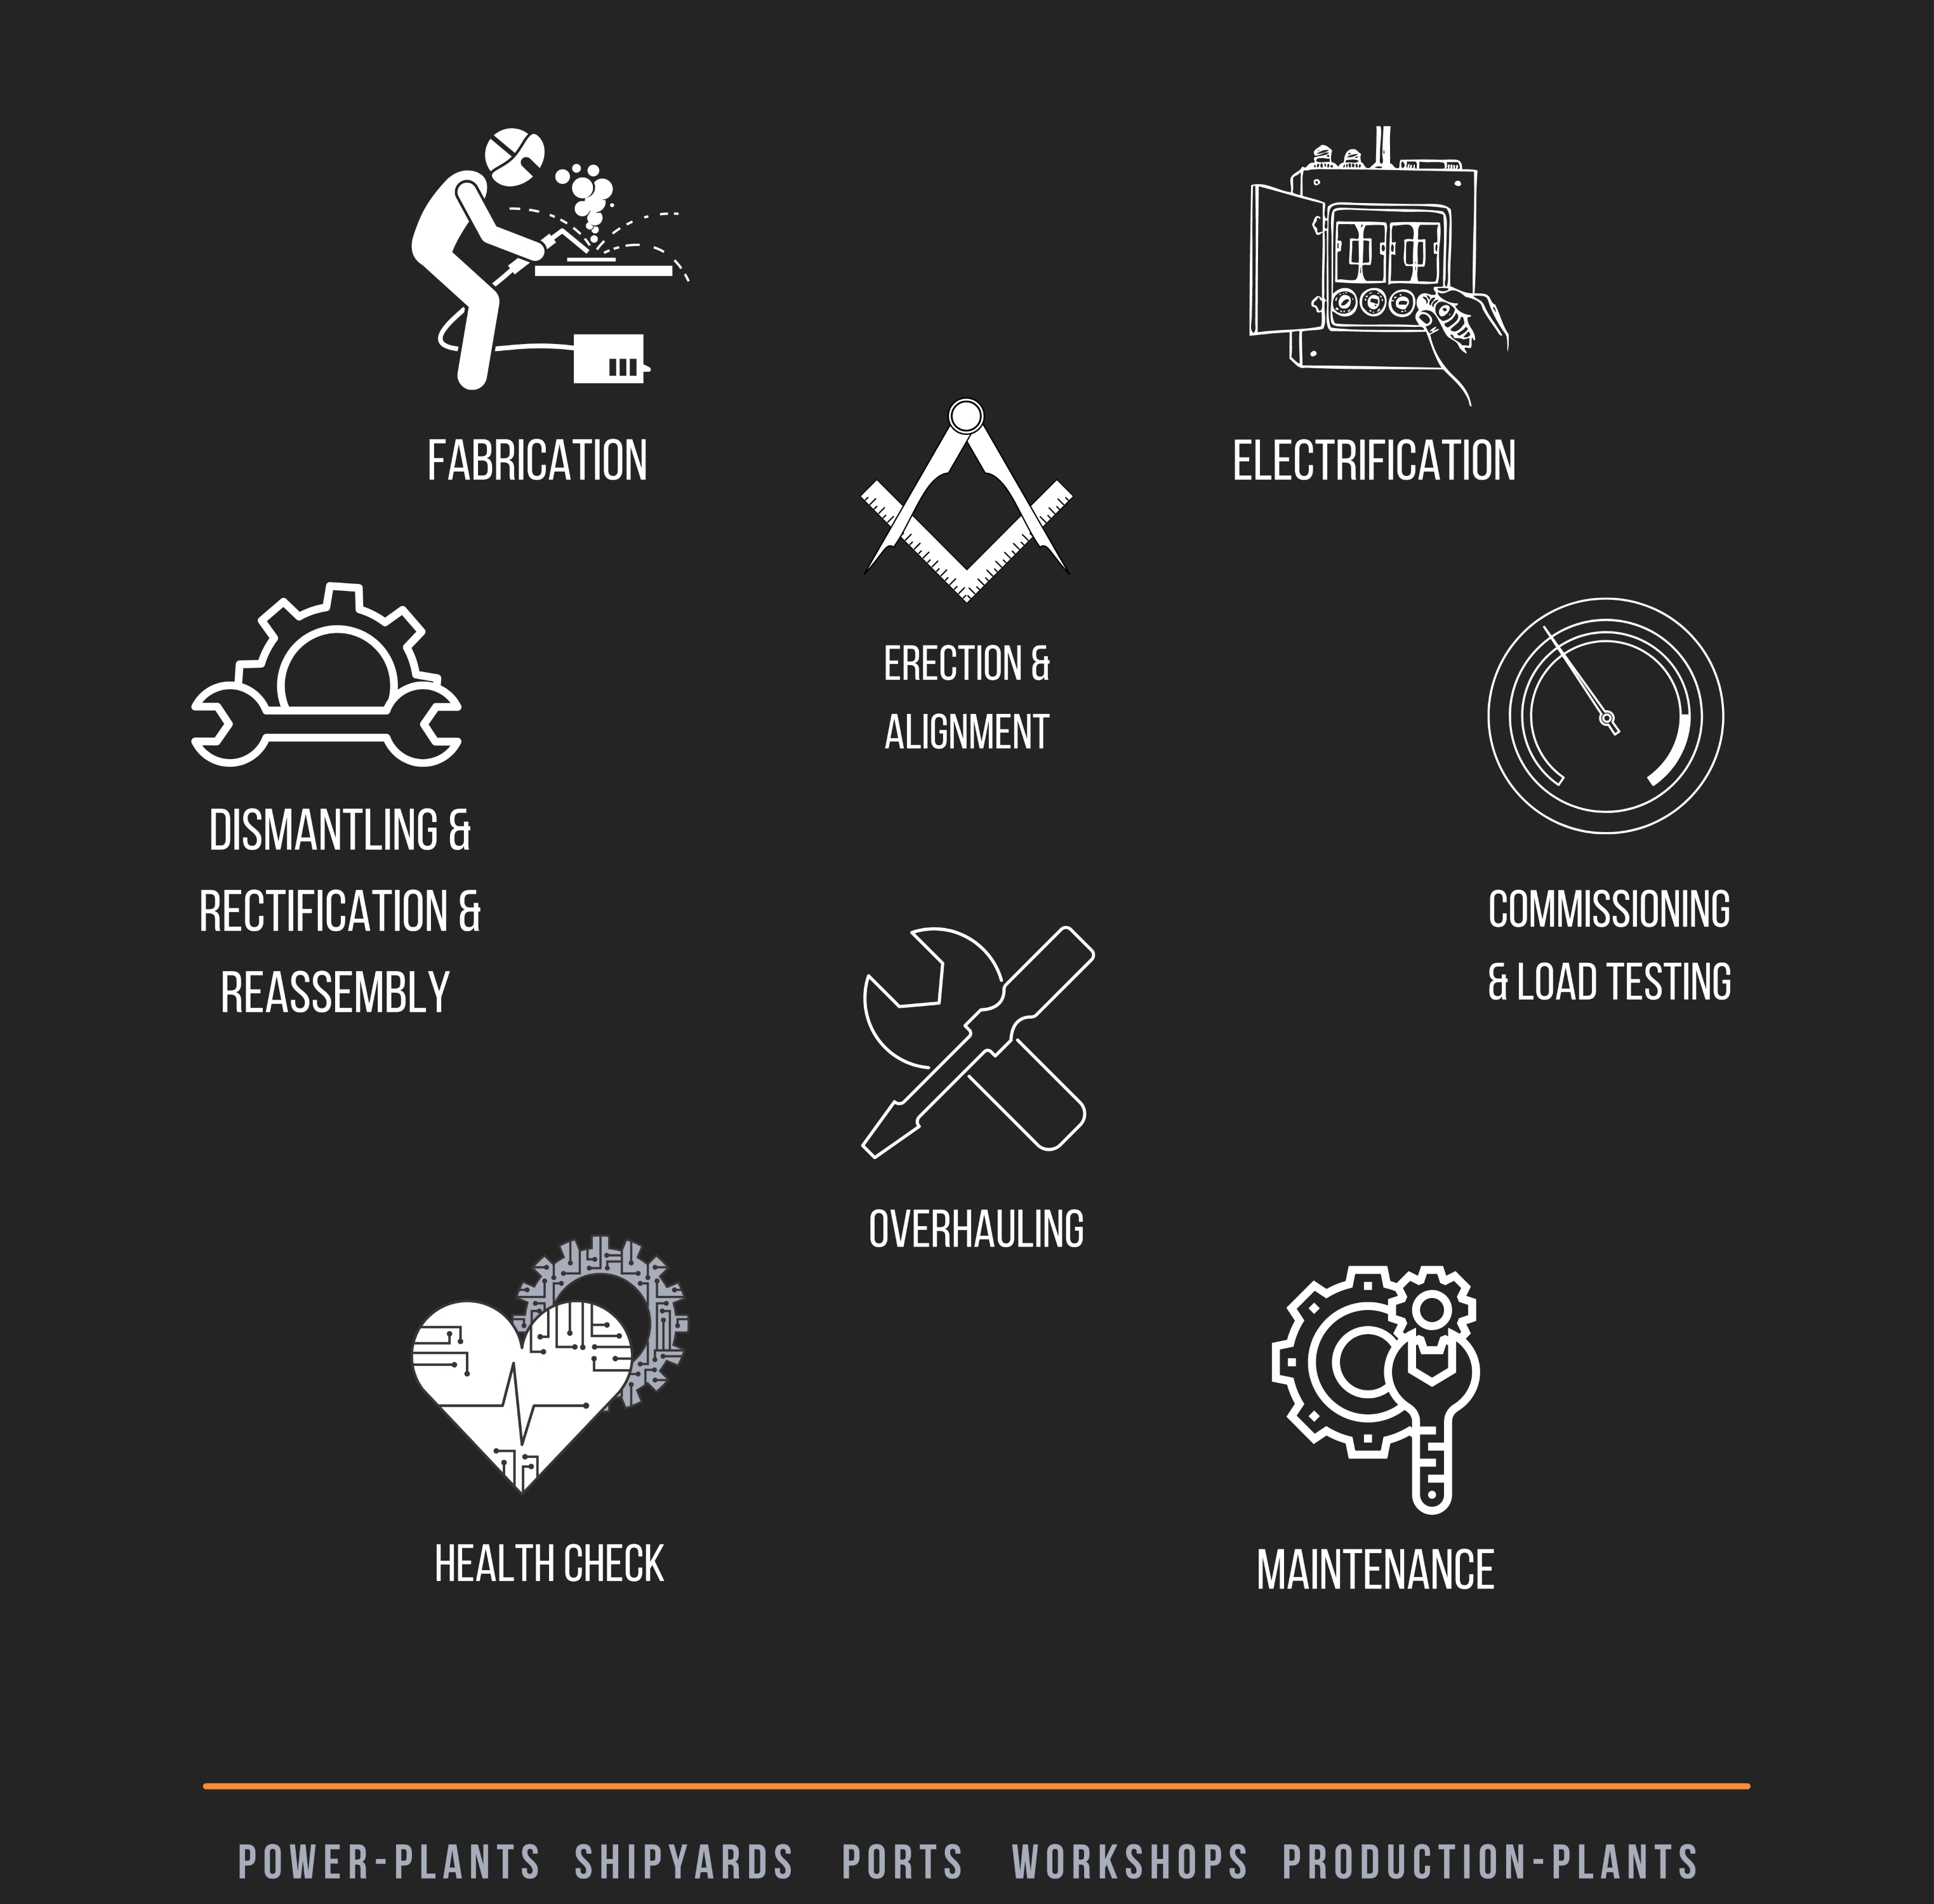 FABRICATION
ELECTRIFICATION
ERECTION &
ALIGNMENT
DISMANTLING &
RECTIFICATION &
REASSEMBLY
COMMISSIONING
& LOAD TESTING
OVERHAULING
HEALTH CHECK
MAINTENANCE
POWER-PLANTS SHIPYARDS PORTS WORKSHOPS PRODUCTION-PLANTS